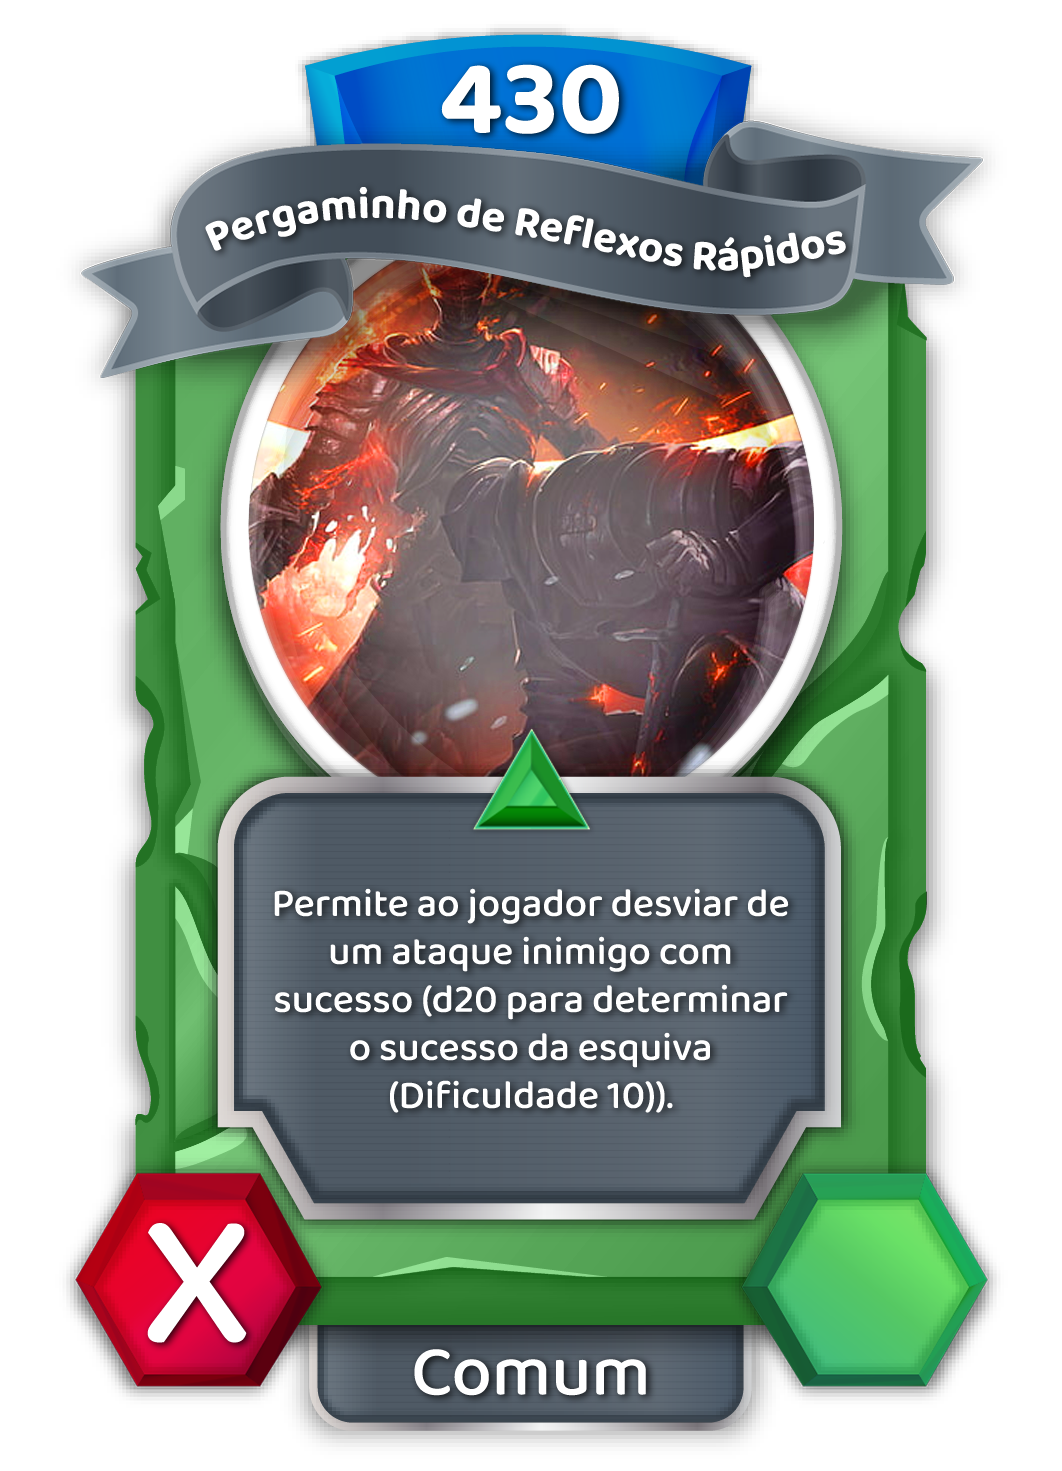 430
Pergaminho de Reflexos Rápidos
Permite ao jogador desviar de
um ataque inimigo com
sucesso (d20 para determinar
o sucesso da esquiva
(Dificuldade 10)).
X
Comum